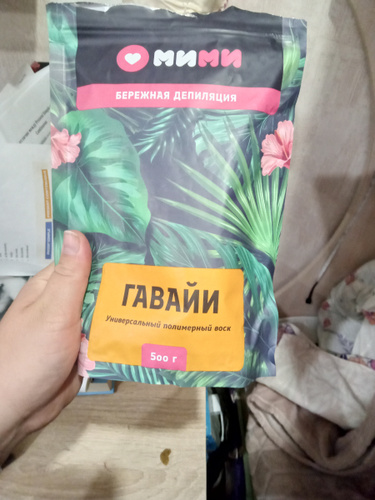 МИМИ
БЕРЕЖНАЯ ДЕПИЛЯЦИЯ
ГАВАЙИ
Универсальный полимерный воск
500 г